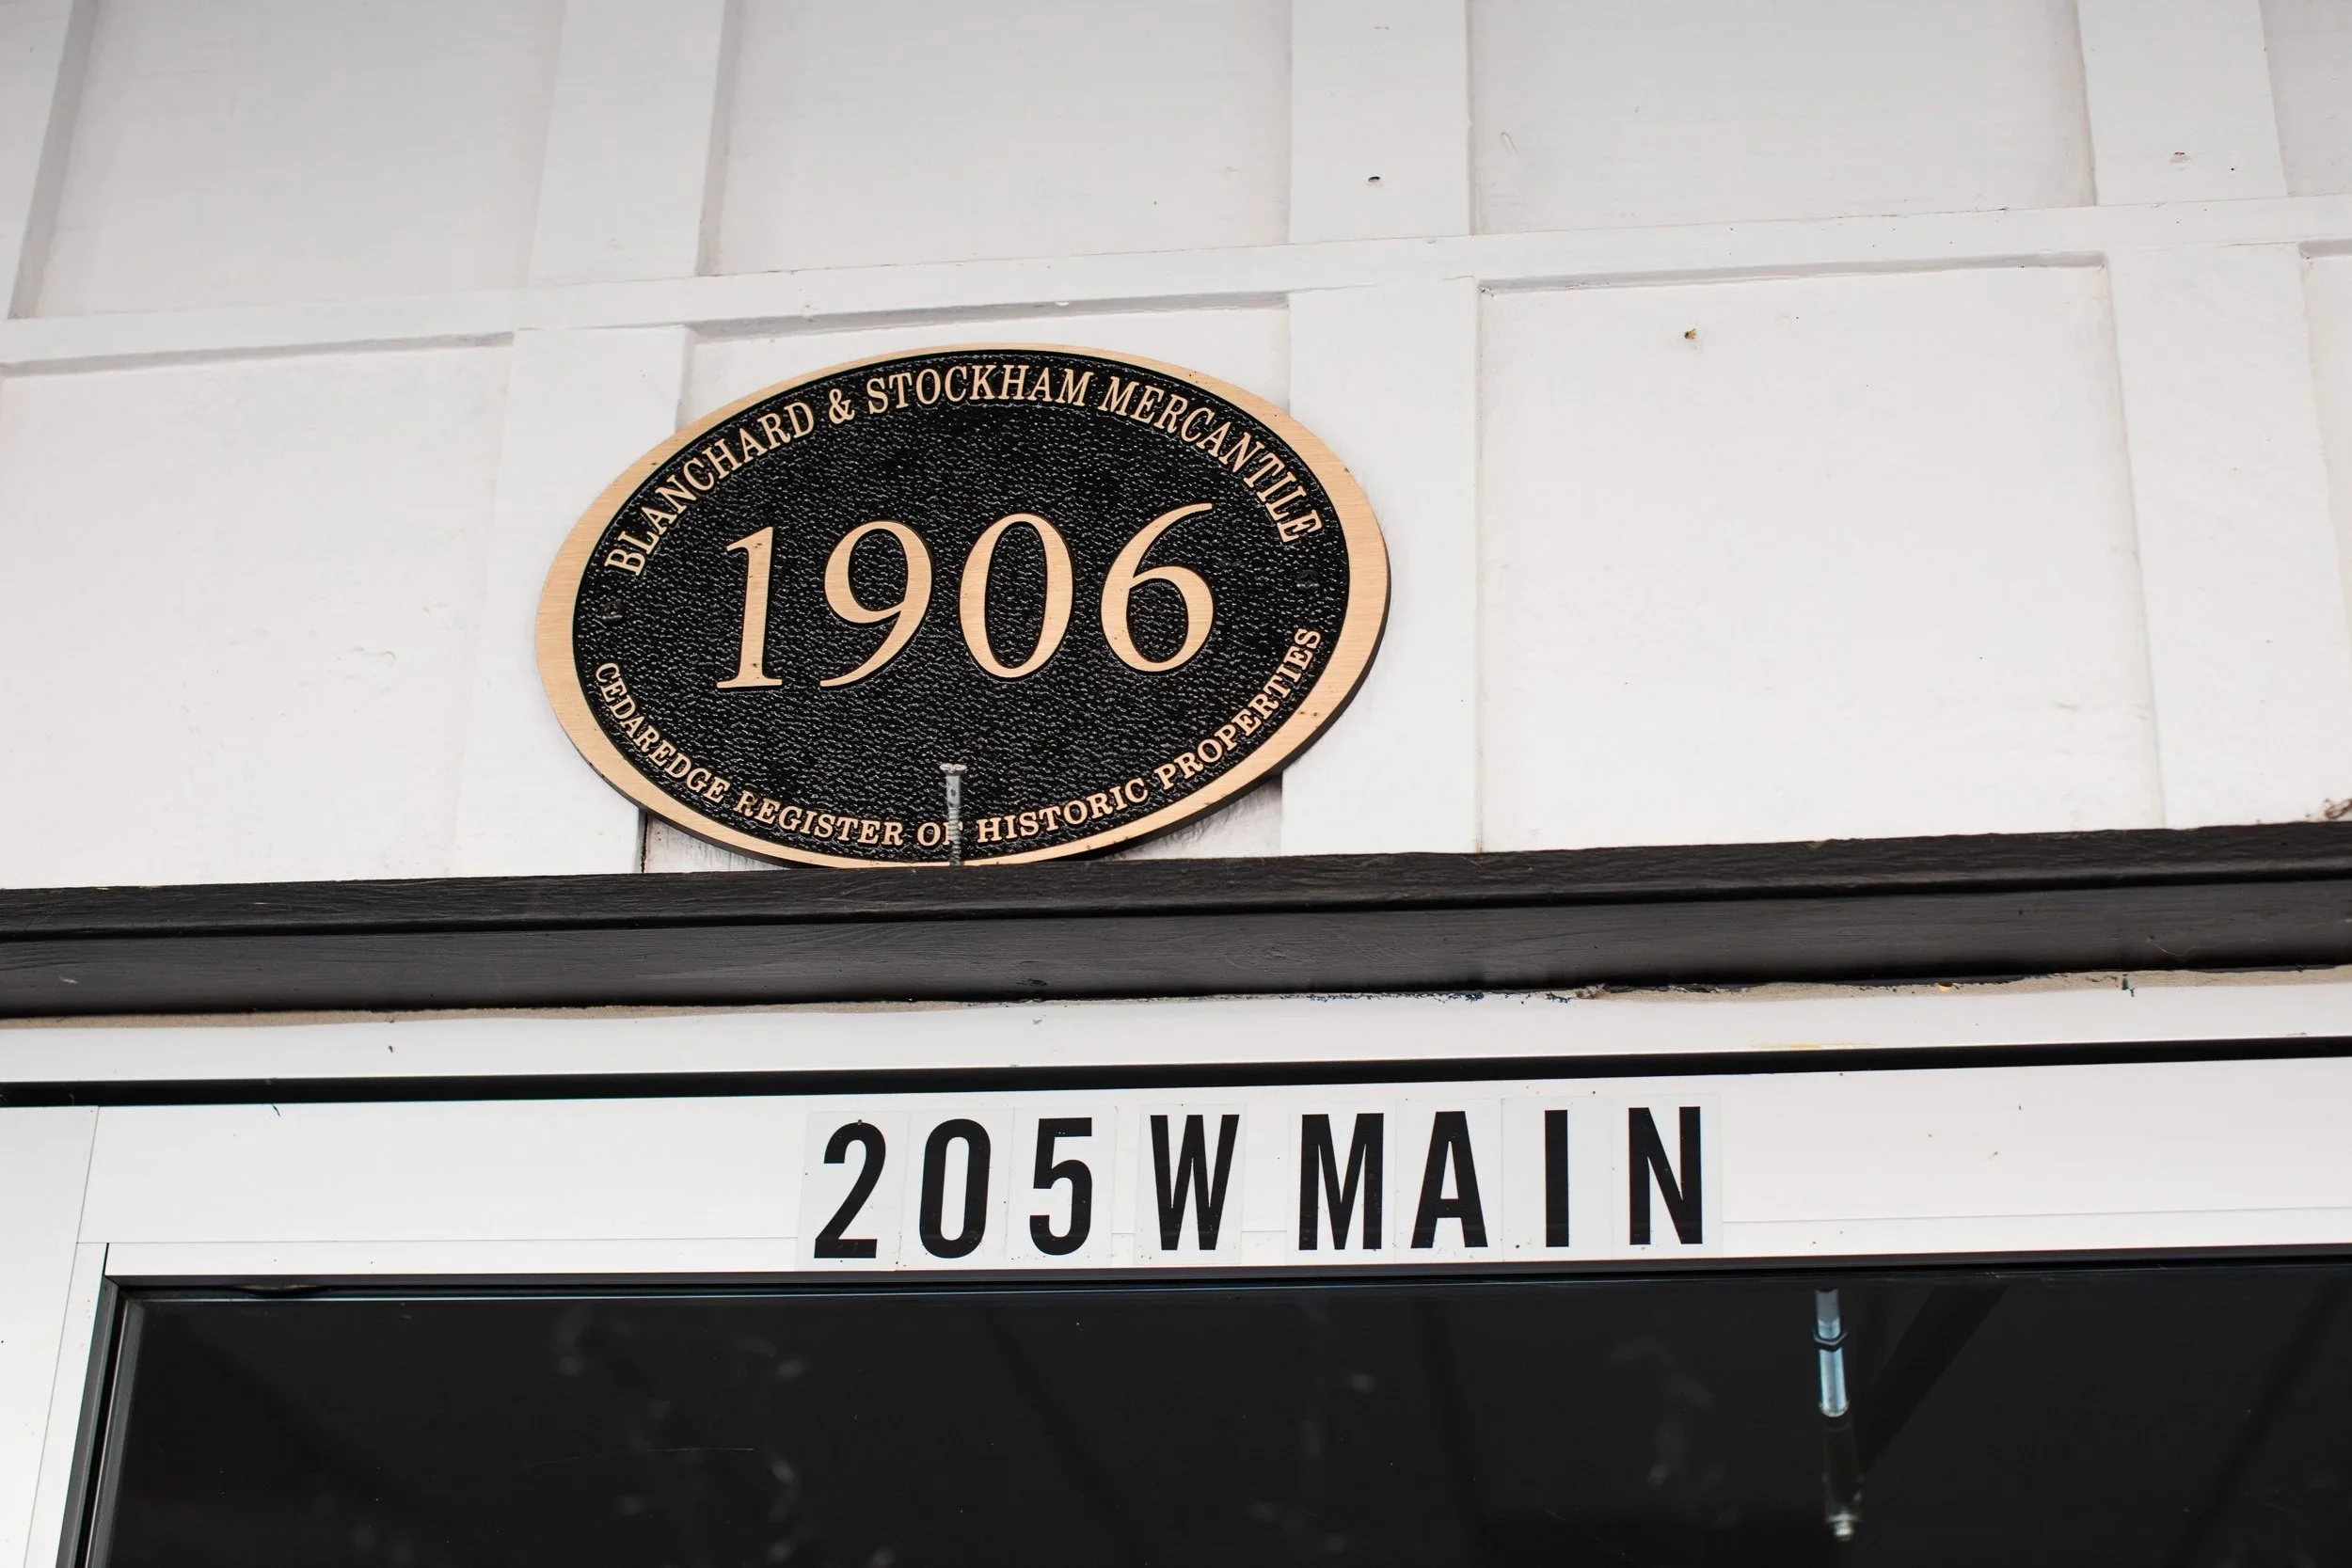 BLANCHARD & STOCKHAM MERCANTILE
1906
CEDAREDGE REGISTER OF HISTORIC PROPERTIES
205 W MAIN